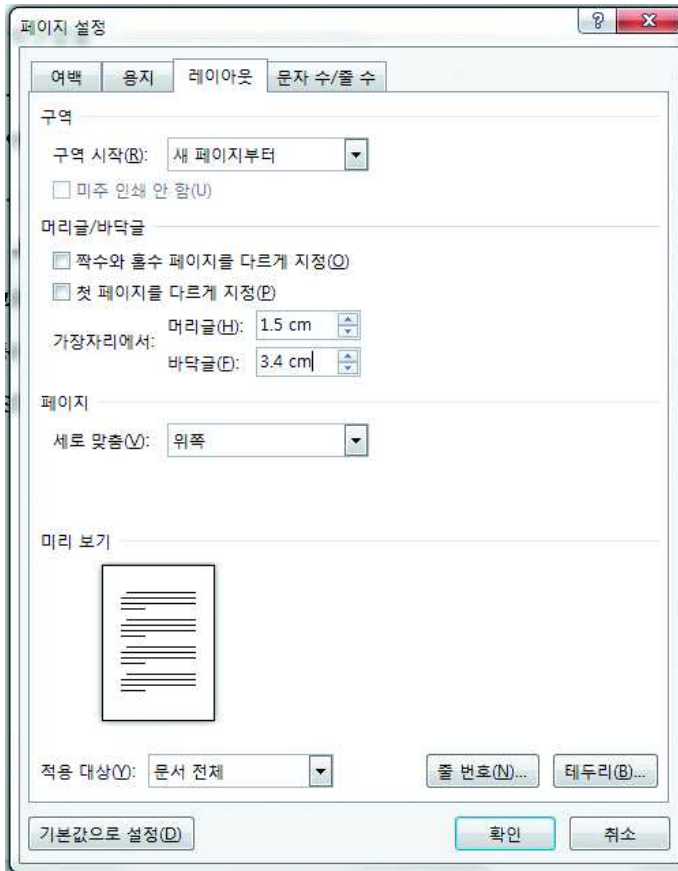 페이지 설정
여백 용지 레이아웃 문자 수/줄 수
구역
구역 시작(R): 새 페이지부터
미주 인쇄 안 함(U)
머리글/바닥글
짝수와 홀수 페이지를 다르게 지정(O)
첫 페이지를 다르게 지정(P)
가장자리에서:
머리글(H): 1.5 cm
바닥글(F): 3.4 cm
페이지
세로 맞춤(V): 위쪽
미리 보기
적용 대상(Y): 문서 전체 줄 번호(N)... 테두리(B)...
기본값으로 설정(D) 확인 취소